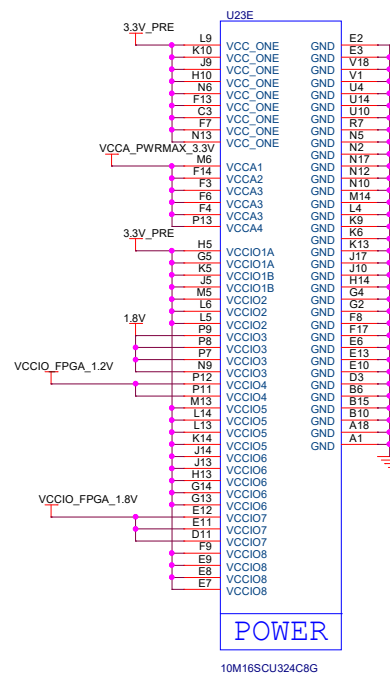 U23E
3.3V_PRE
L9 VCC_ONE GND E2
K10 VCC_ONE GND E3
J9 VCC_ONE GND V18
H10 VCC_ONE GND V1
N6 VCC_ONE GND U4
F13 VCC_ONE GND U14
C3 VCC_ONE GND U10
F7 VCC_ONE GND R7
N13 VCC_ONE GND N5
VCCA_PWRMAX_3.3V GND N2
M6 VCCA1 GND N17
F14 VCCA2 GND N12
F3 VCCA3 GND N10
F6 VCCA3 GND M14
F4 VCCA3 GND L4
P13 VCCA4 GND K9
3.3V_PRE GND K6
H5 VCCIO1A GND K13
G5 VCCIO1A GND J17
K5 VCCIO1B GND J10
J5 VCCIO1B GND H14
M5 VCCIO2 GND G4
L6 VCCIO2 GND G2
L5 VCCIO2 GND F8
1.8V
P9 VCCIO3 GND F17
P8 VCCIO3 GND E6
P7 VCCIO3 GND E13
N9 VCCIO3 GND E10
VCCIO_FPGA_1.2V
P12 VCCIO4 GND D3
P11 VCCIO4 GND B6
M13 VCCIO5 GND B15
L14 VCCIO5 GND B10
L13 VCCIO5 GND A18
K14 VCCIO5 GND A1
J14 VCCIO6
J13 VCCIO6
H13 VCCIO6
G14 VCCIO6
G13 VCCIO6
VCCIO_FPGA_1.8V
E12 VCCIO7
E11 VCCIO7
D11 VCCIO7
F9 VCCIO8
E9 VCCIO8
E8 VCCIO8
E7 VCCIO8
POWER
10M16SCU324C8G